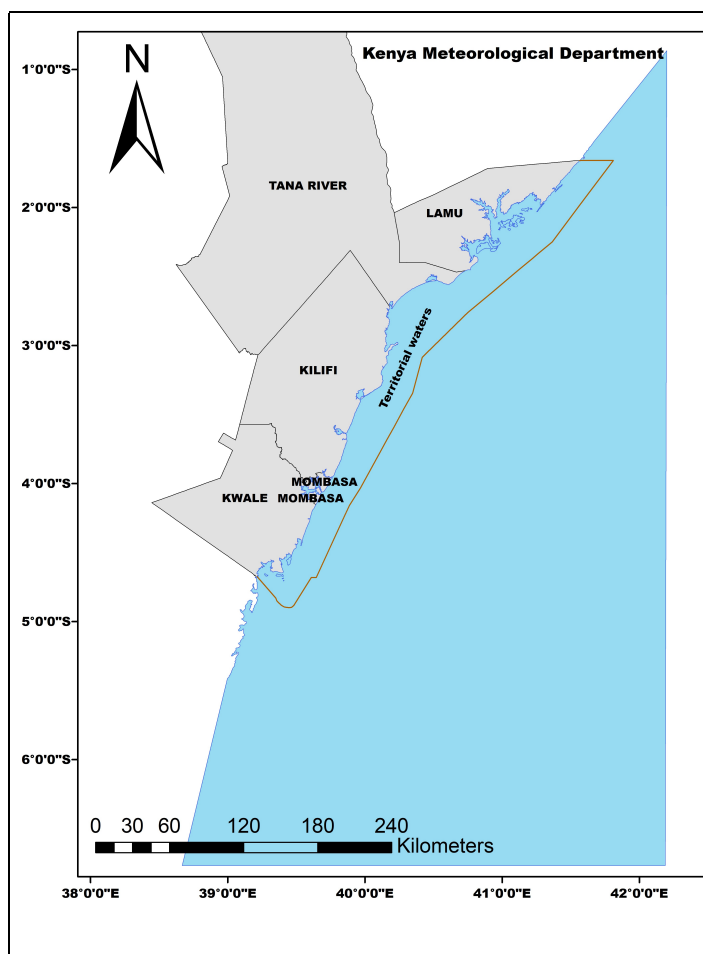 Kenya Meteorological Department
N
1°0'0"S
TANA RIVER
2°0'0"S
LAMU
3°0'0"S
Territorial waters
KILIFI
4°0'0"S
MOMBASA
KWALE
MOMBASA
5°0'0"S
6°0'0"S
0 30 60 120 180 240
Kilometers
38°0'0"E 39°0'0"E 40°0'0"E 41°0'0"E 42°0'0"E